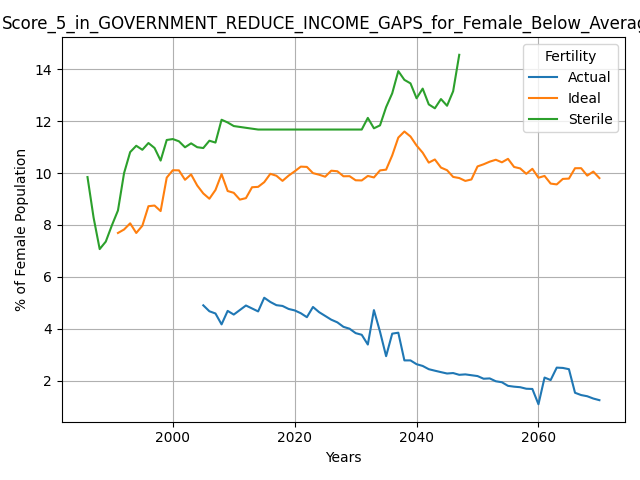 Score_5_in_GOVERNMENT_REDUCE_INCOME_GAPS_for_Female_Below_Averag
14
12
10
8
6
4
2
% of Female Population
Fertility
Actual
Ideal
Sterile
2000 2020 2040 2060
Years